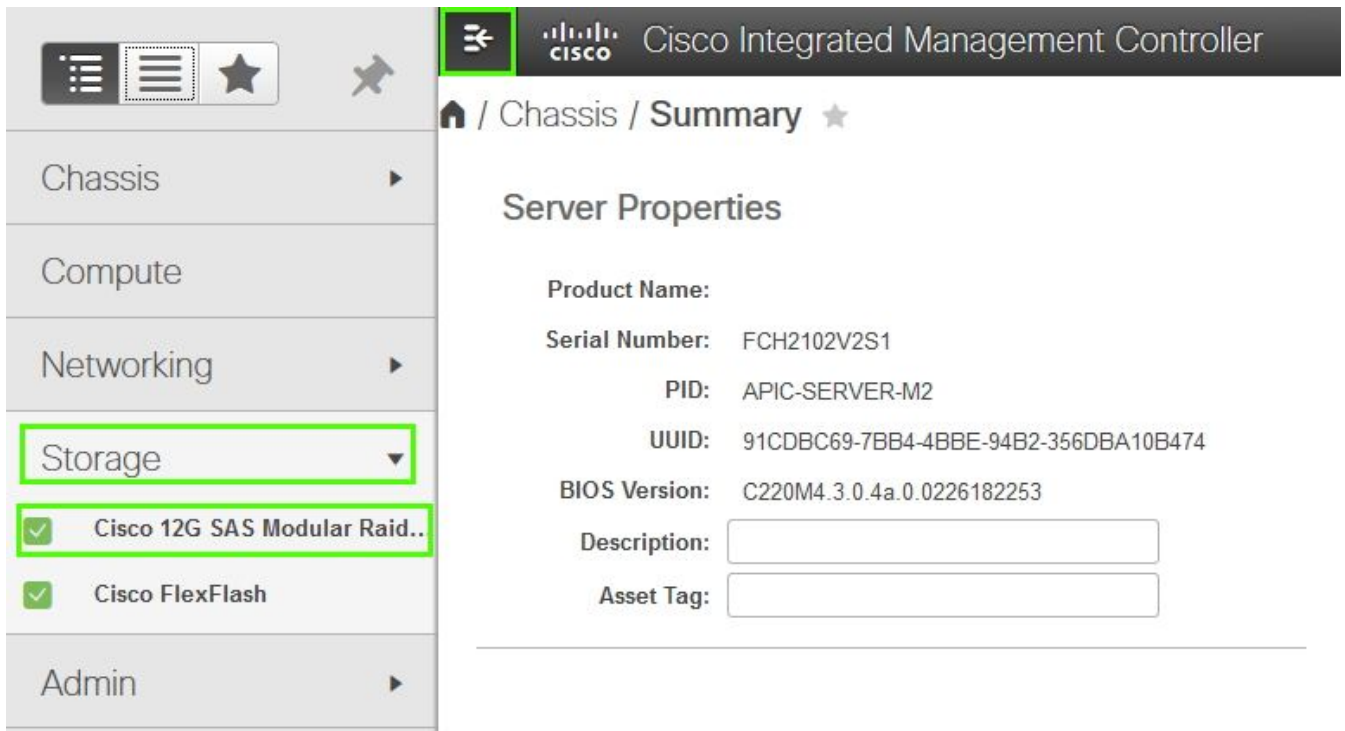 Chassis
Compute
Networking
Storage
Cisco 12G SAS Modular Raid...
Cisco FlexFlash
Admin
CISCO Cisco Integrated Management Controller
/ Chassis / Summary
Server Properties
Product Name:
Serial Number: FCH2102V2S1
PID: APIC-SERVER-M2
UUID: 91CDBC69-7BB4-4BBE-94B2-356DBA10B474
BIOS Version: C220M4.3.0.4a.0.0226182253
Description:
Asset Tag: